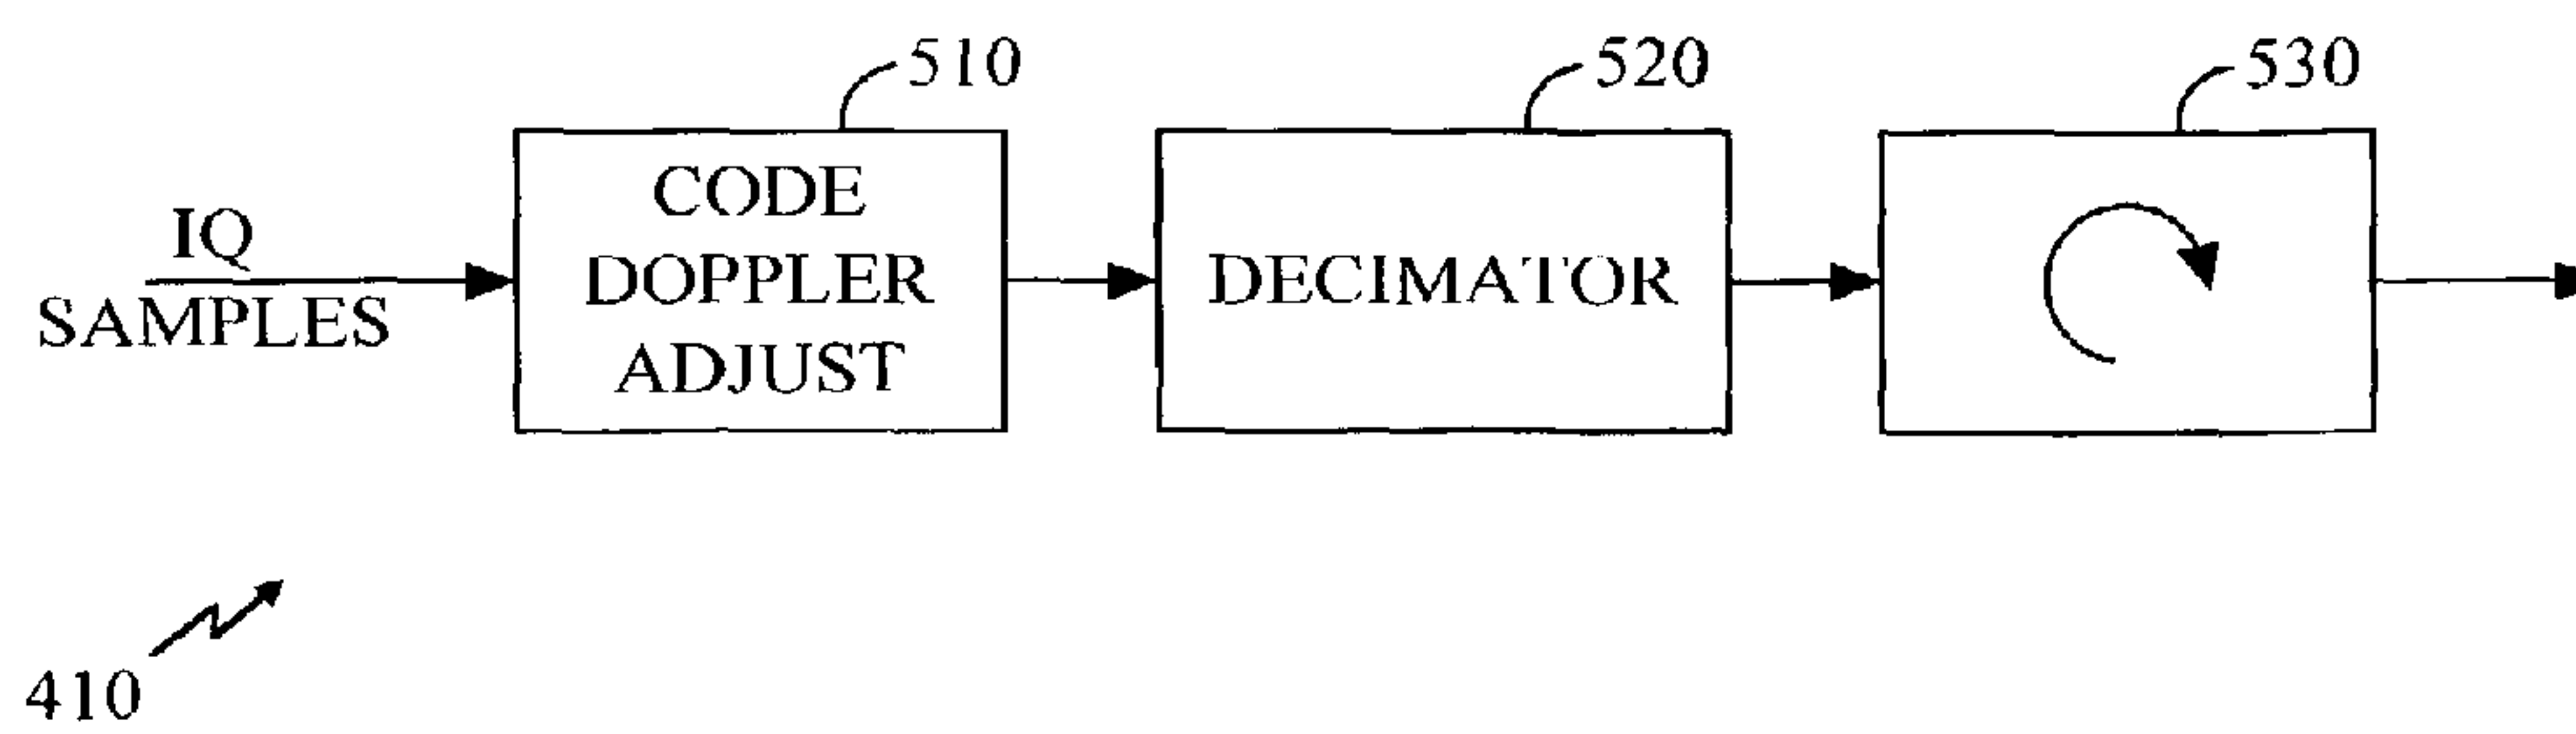 510
520
530
IQ
SAMPLES
CODE
DOPPLER
ADJUST
DECIMATOR
410